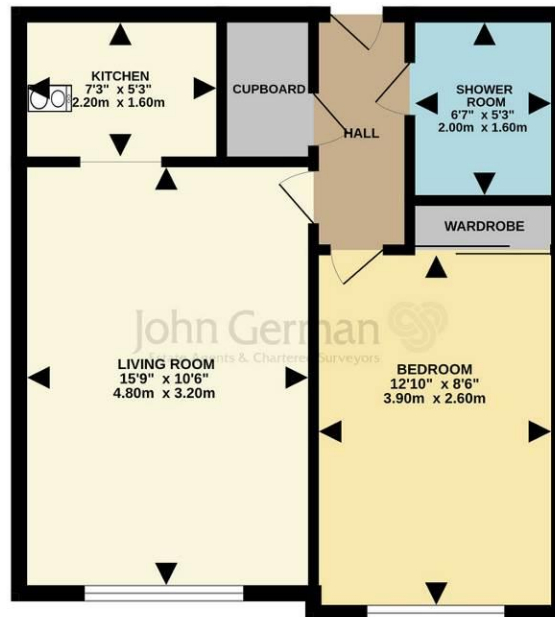 KITCHEN
7'3" x 5'3"
2.20m x 1.60m
CUPBOARD
HALL
SHOWER
ROOM
6'7" x 5'3"
2.00m x 1.60m
WARDROBE
John German
Estate Agents & Chartered Surveyors
LIVING ROOM
15'9" x 10'6"
4.80m x 3.20m
BEDROOM
12'10" x 8'6"
3.90m x 2.60m